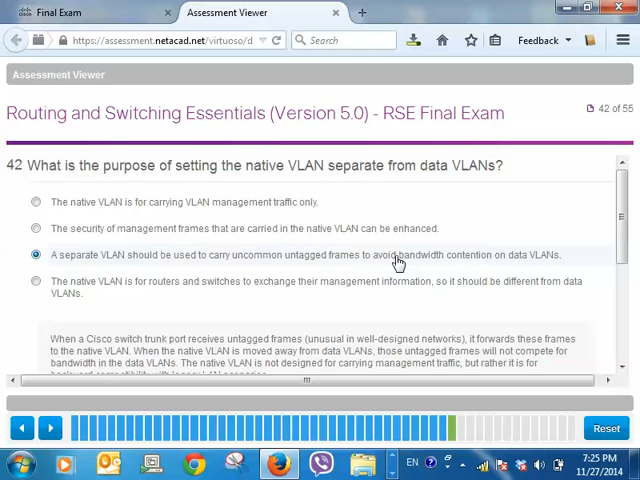 Final Exam
Assessment Viewer
https://assessment.netacad.net/virtuoso/d
Search
Feedback
Assessment Viewer
Routing and Switching Essentials (Version 5.0) - RSE Final Exam
42 of 55
42 What is the purpose of setting the native VLAN separate from data VLANs?
The native VLAN is for carrying VLAN management traffic only.
The security of management frames that are carried in the native VLAN can be enhanced.
A separate VLAN should be used to carry uncommon untagged frames to avoid bandwidth contention on data VLANs.
The native VLAN is for routers and switches to exchange their management information, so it should be different from data
VLANs.
When a Cisco switch trunk port receives untagged frames (unusual in well-designed networks), it forwards these frames
to the native VLAN. When the native VLAN is moved away from data VLANs, those untagged frames will not compete for
bandwidth in the data VLANs. The native VLAN is not designed for carrying management traffic, but rather it is for
Reset
EN
7:25 PM
11/27/2014